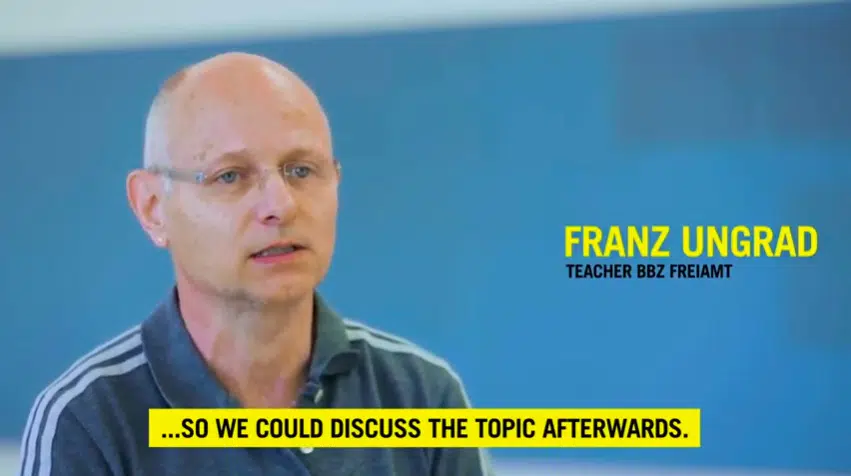 FRANZ UNGRAD
TEACHER BBZ FREIAMT
...SO WE COULD DISCUSS THE TOPIC AFTERWARDS.